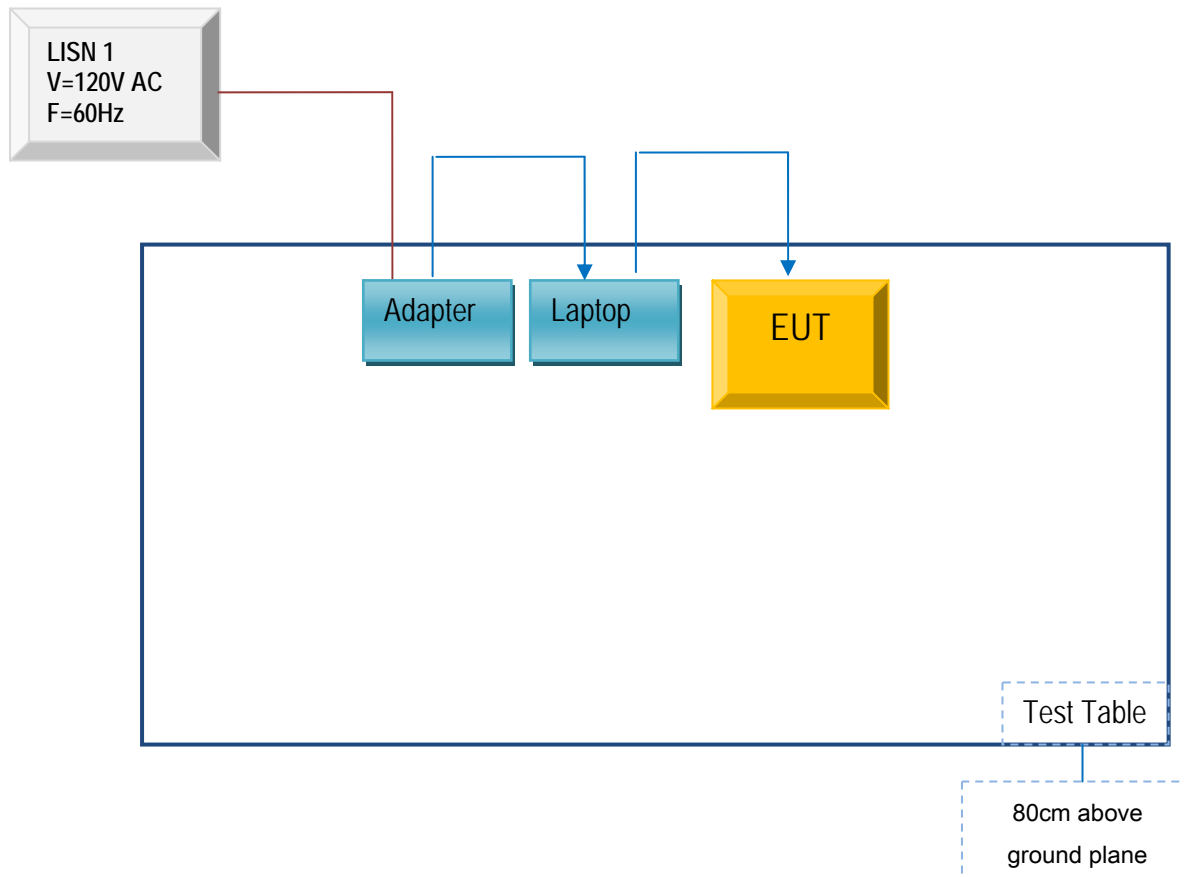 LISN 1
V=120V AC
F=60Hz
Adapter
Laptop
EUT
Test Table
80cm above
ground plane